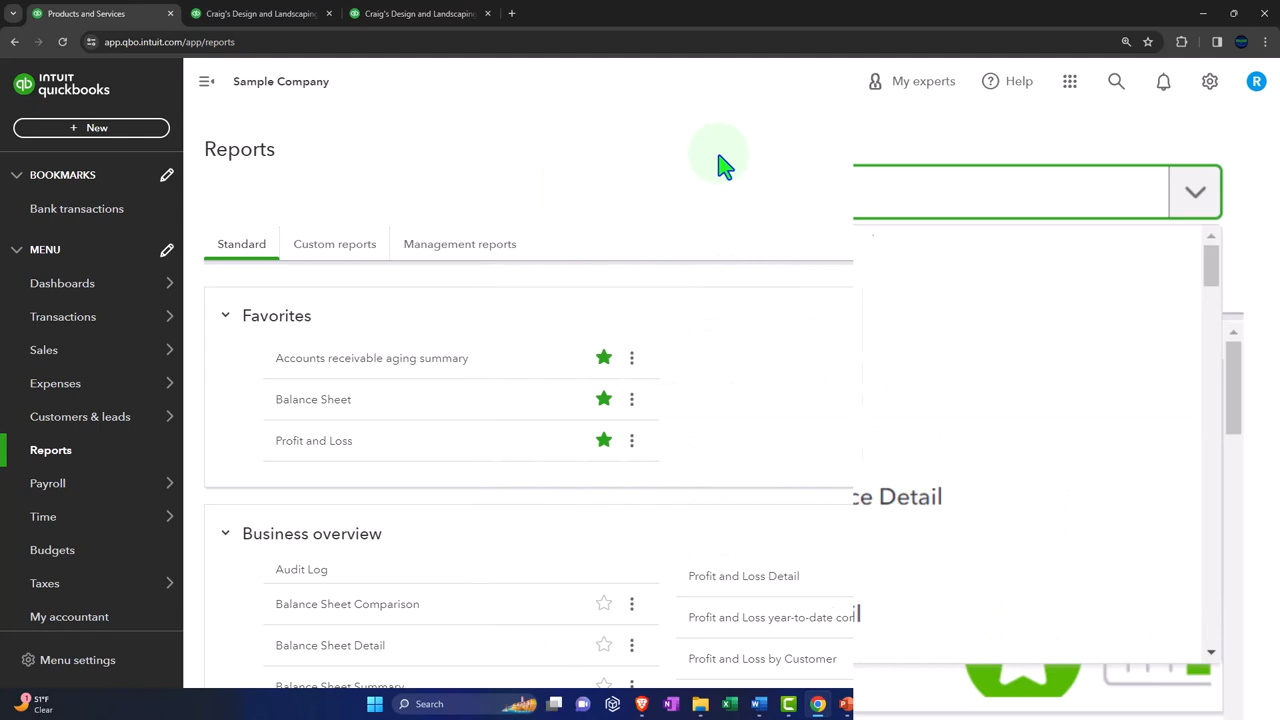 Products and Services
Craig's Design and Landscaping
Craig's Design and Landscaping
app.qbo.intuit.com/app/reports
INTUIT
quickbooks
Sample Company
My experts
Help
R
+ New
BOOKMARKS
Bank transactions
MENU
Dashboards
Transactions
Sales
Expenses
Customers & leads
Reports
Payroll
Time
Budgets
Taxes
My accountant
Menu settings
Reports
Standard
Custom reports
Management reports
Favorites
Accounts receivable aging summary
Balance Sheet
Profit and Loss
Business overview
Audit Log
Balance Sheet Comparison
Balance Sheet Detail
Balance Sheet Summary
Profit and Loss Detail
Profit and Loss year-to-date com
Profit and Loss by Customer
ce Detail
51°F
Clear
Search